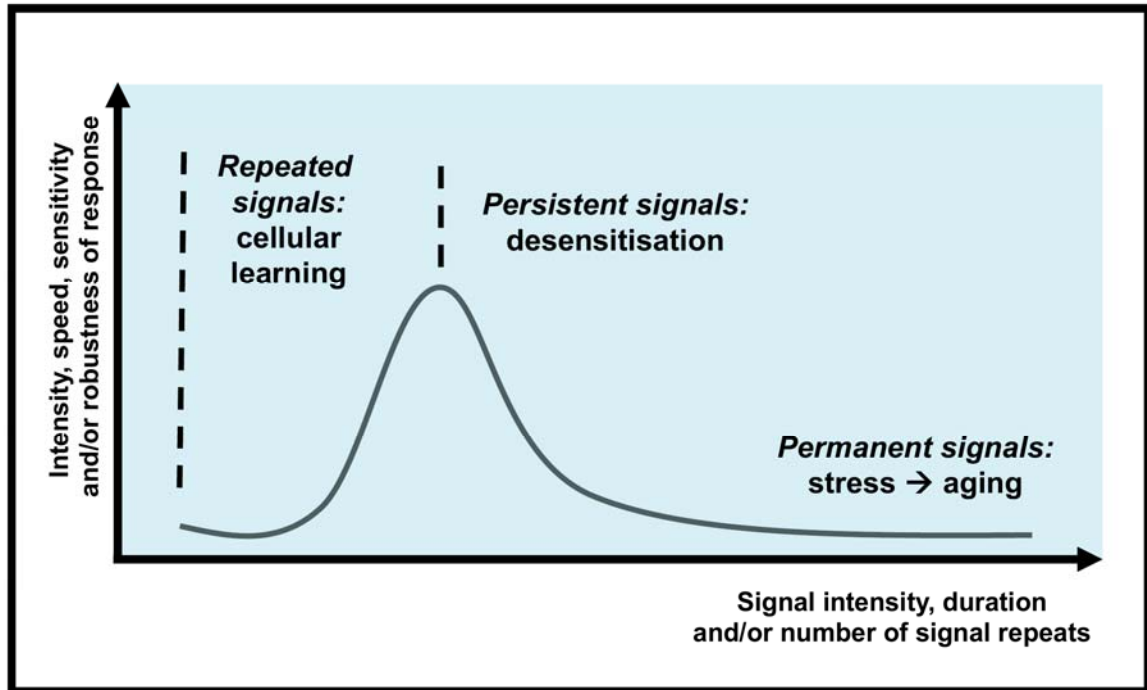 Intensity, speed, sensitivity
and/or robustness of response
Repeated
signals:
cellular
learning
Persistent signals:
desensitisation
Permanent signals:
stress → aging
Signal intensity, duration
and/or number of signal repeats